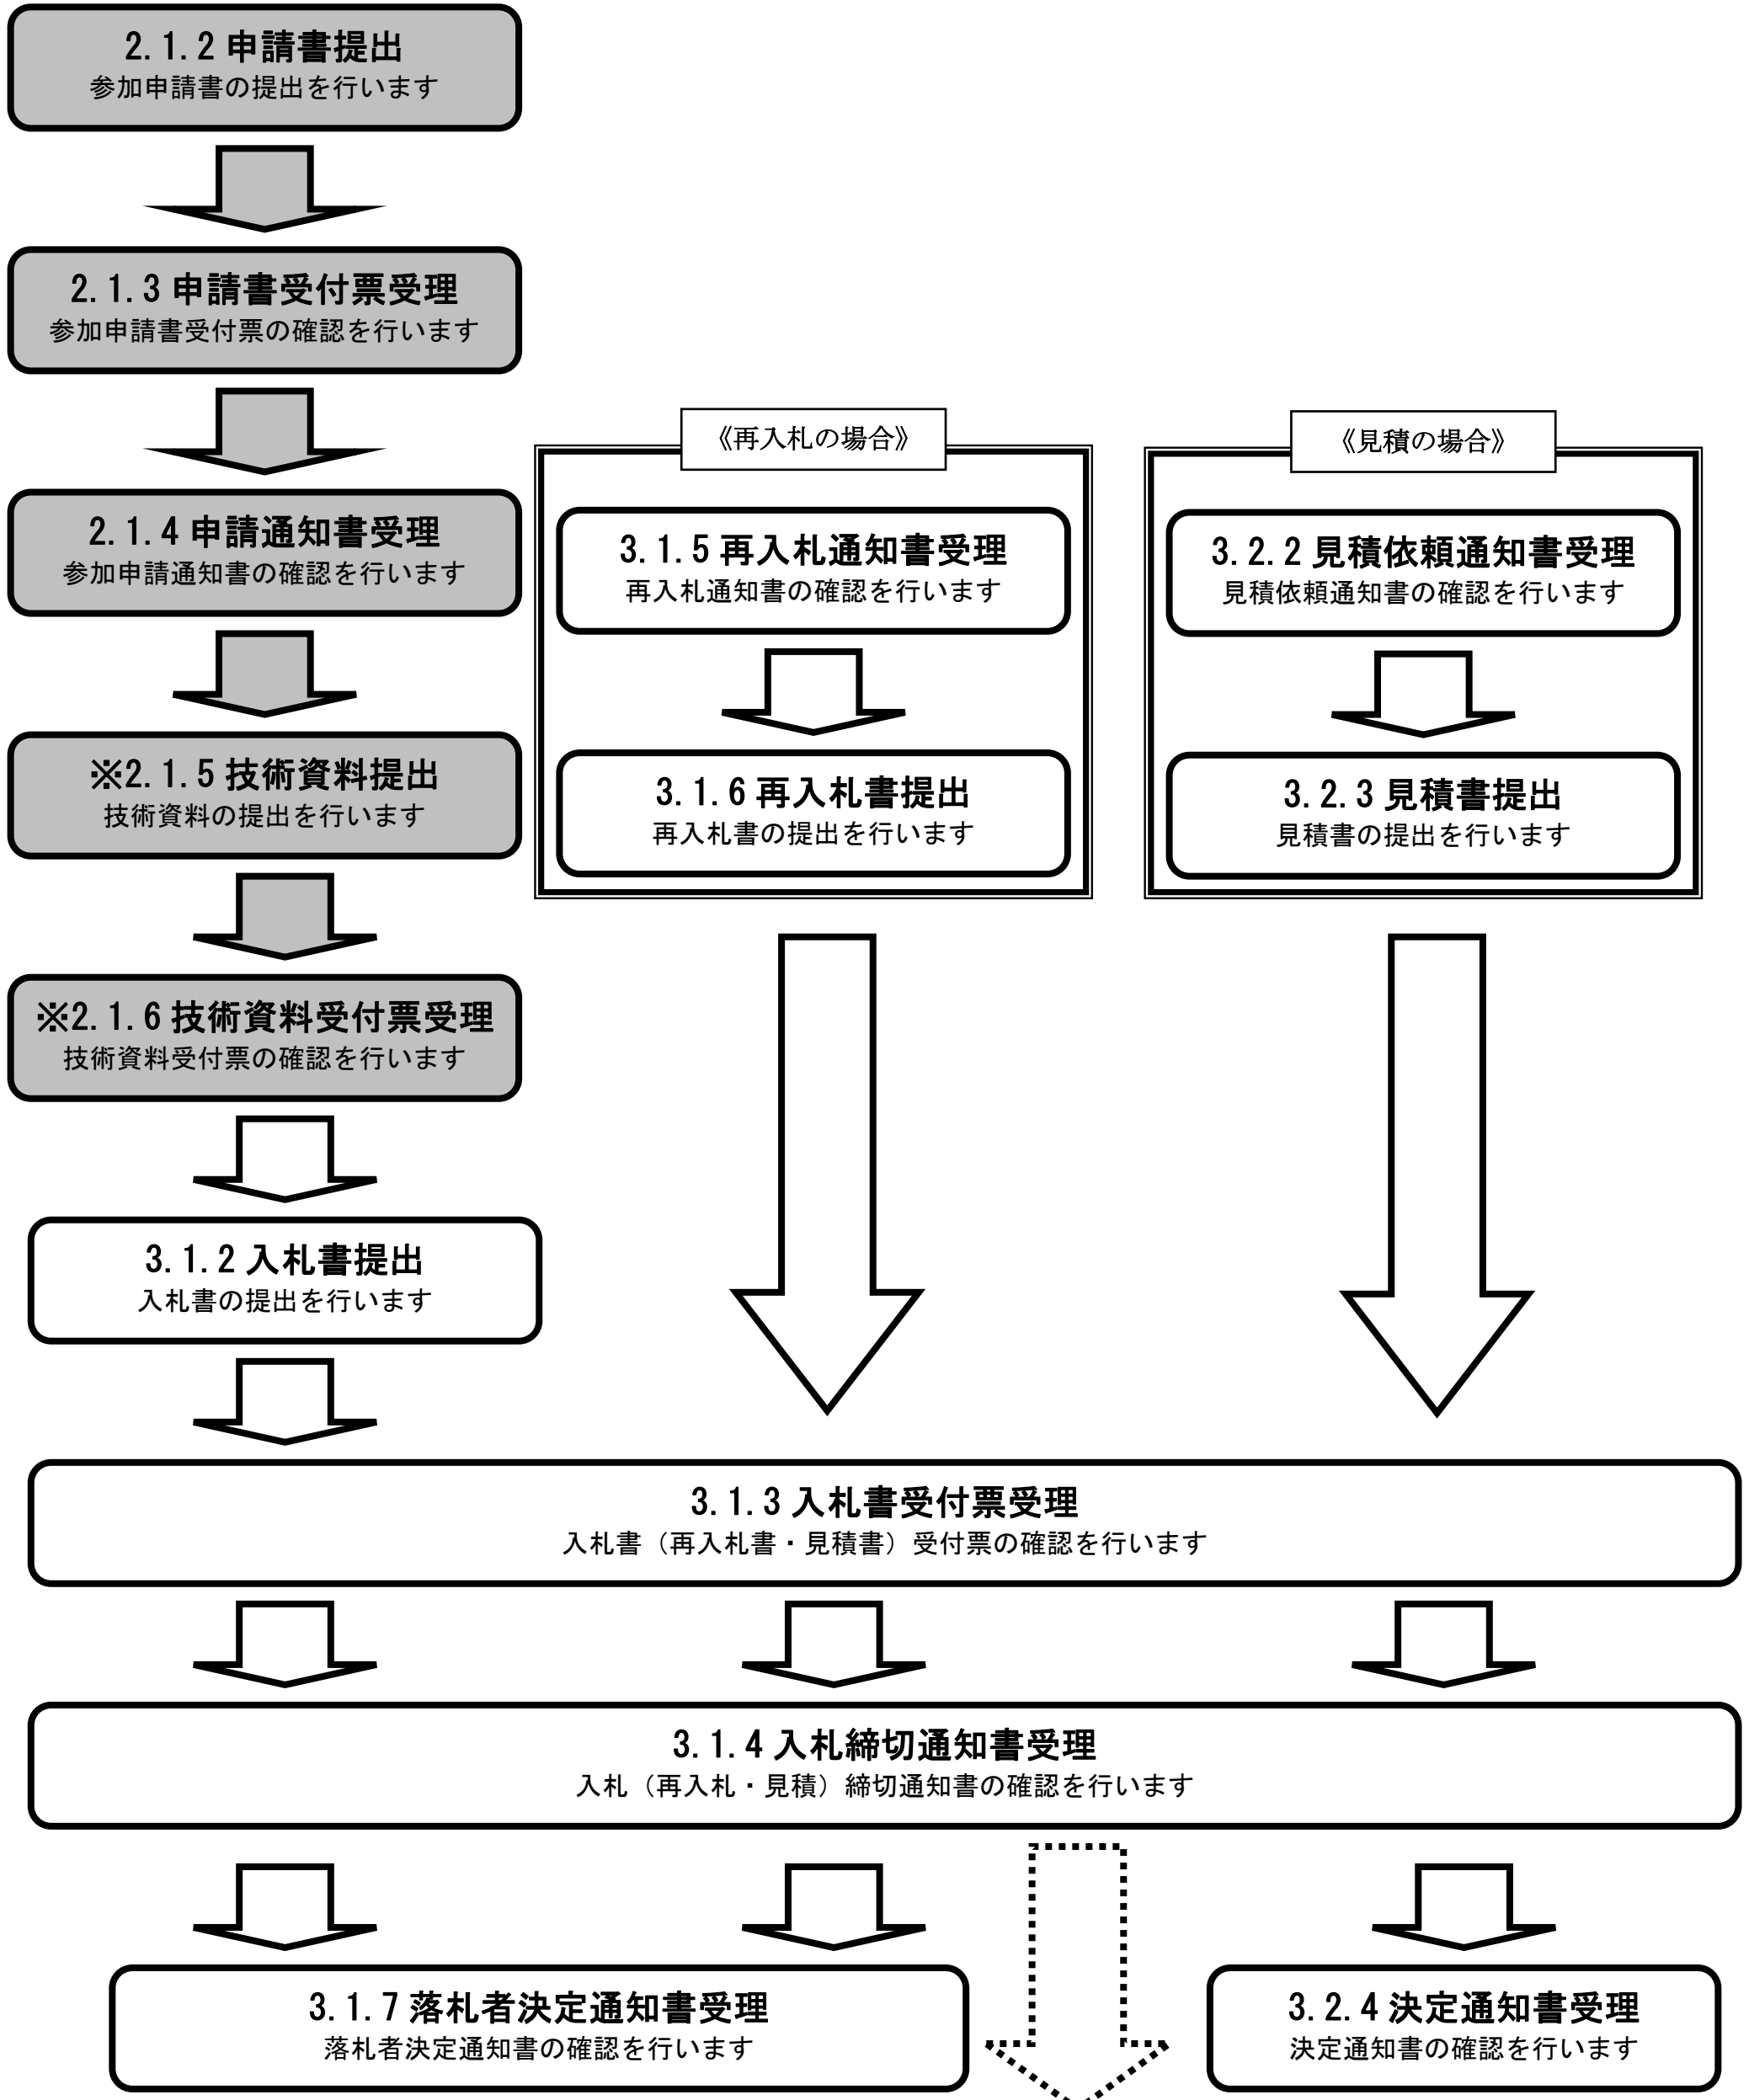 2.1.2 申請書提出
参加申請書の提出を行います
2.1.3 申請書受付票受理
参加申請書受付票の確認を行います
2.1.4 申請通知書受理
参加申請通知書の確認を行います
※2.1.5 技術資料提出
技術資料の提出を行います
※2.1.6 技術資料受付票受理
技術資料受付票の確認を行います
3.1.2 入札書提出
入札書の提出を行います
《再入札の場合》
3.1.5 再入札通知書受理
再入札通知書の確認を行います
3.1.6 再入札書提出
再入札書の提出を行います
《見積の場合》
3.2.2 見積依頼通知書受理
見積依頼通知書の確認を行います
3.2.3 見積書提出
見積書の提出を行います
3.1.3 入札書受付票受理
入札書（再入札書・見積書）受付票の確認を行います
3.1.4 入札締切通知書受理
入札（再入札・見積）締切通知書の確認を行います
3.1.7 落札者決定通知書受理
落札者決定通知書の確認を行います
3.2.4 決定通知書受理
決定通知書の確認を行います